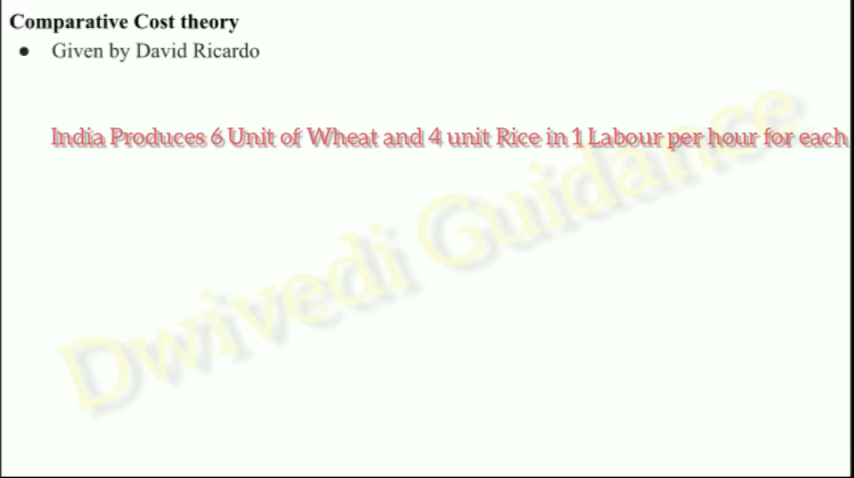 Comparative Cost theory
● Given by David Ricardo
India Produces 6 Unit of Wheat and 4 unit Rice in 1 Labour per hour for each
Dwivedi Guidance